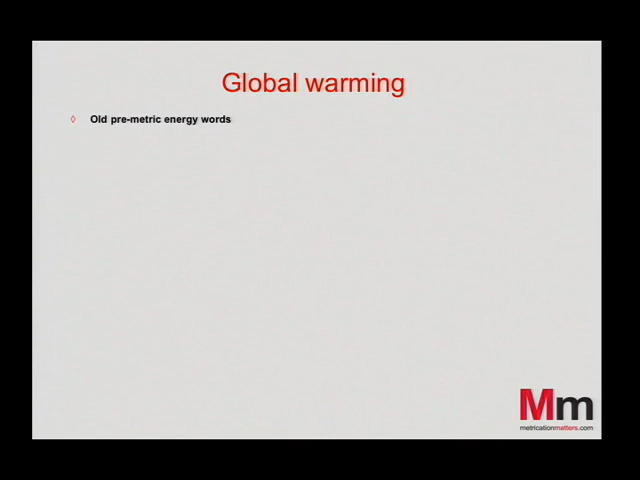 Global warming
◊ Old pre-metric energy words
Mm
metricationmatters.com